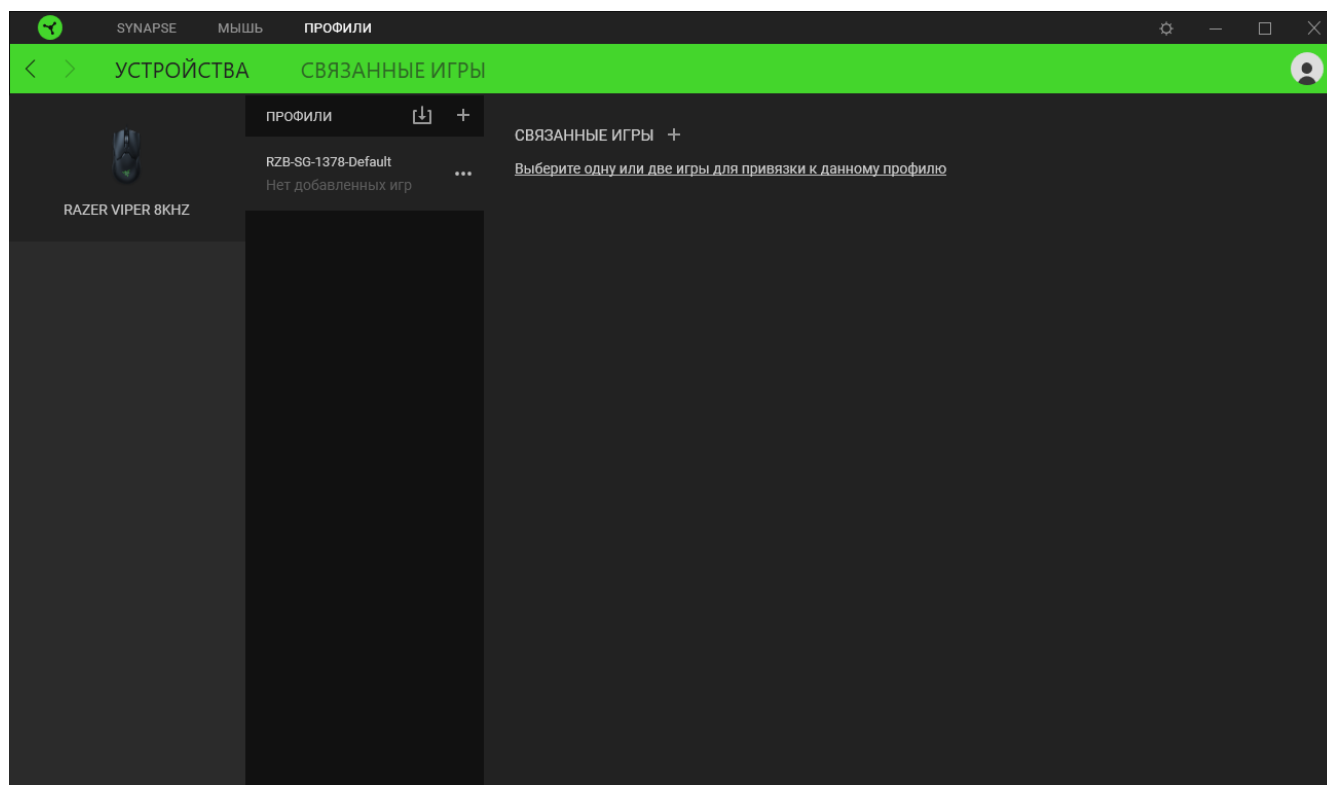 SYNAPSE МЫШЬ ПРОФИЛИ
УСТРОЙСТВА СВЯЗАННЫЕ ИГРЫ
RAZER VIPER 8KHZ
ПРОФИЛИ
RZB-SG-1378-Default
Нет добавленных игр
СВЯЗАННЫЕ ИГРЫ +
Выберите одну или две игры для привязки к данному профилю